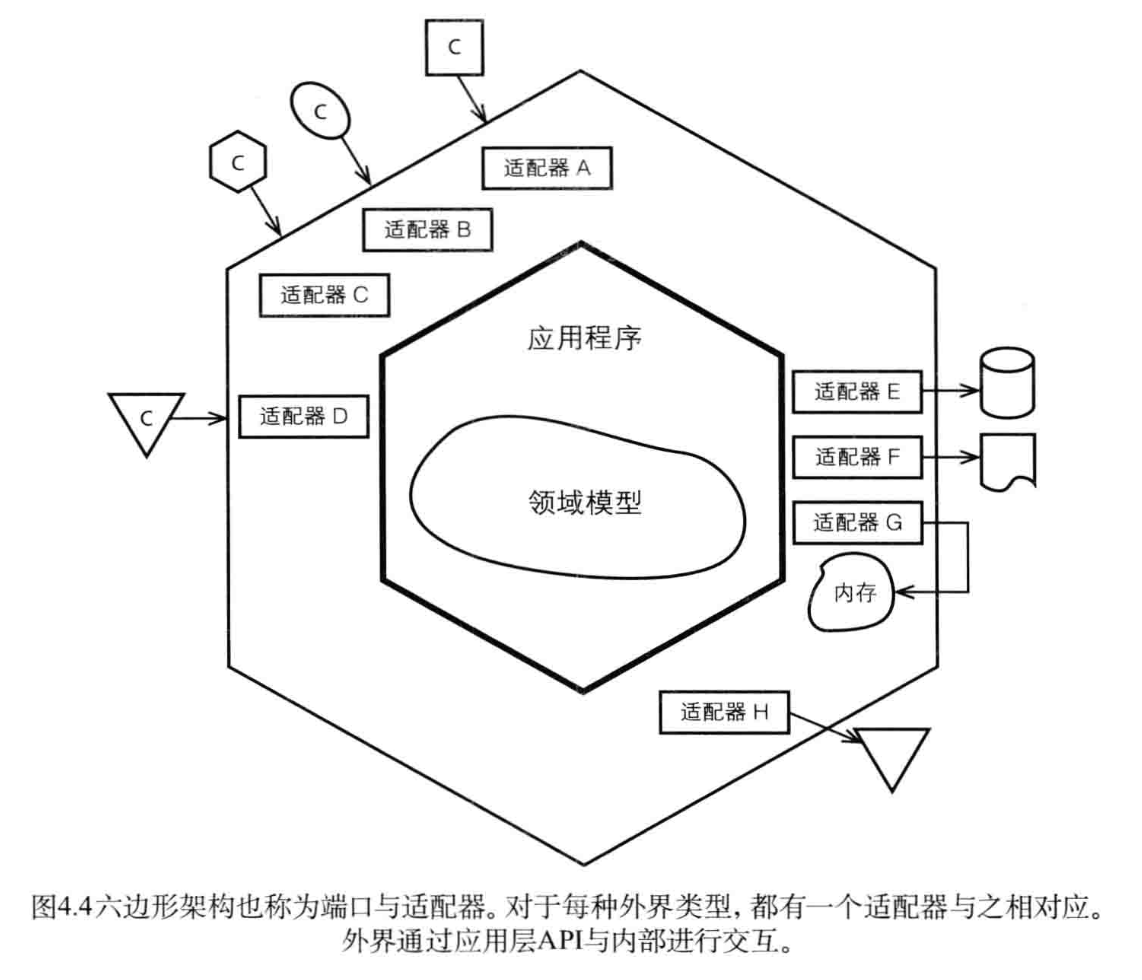 C
C
适配器 A
C
适配器 B
适配器 C
应用程序
适配器 E
C
适配器 D
适配器 F
领域模型
适配器 G
内存
适配器 H
图4.4六边形架构也称为端口与适配器。对于每种外界类型,都有一个适配器与之相对应。
外界通过应用层API与内部进行交互。